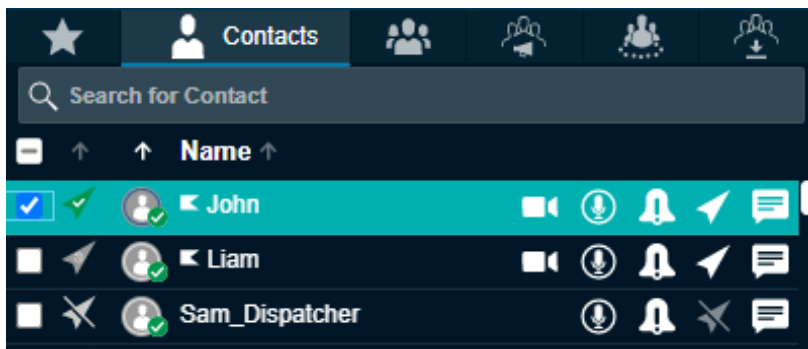 Contacts
Search for Contact
Name
John
Liam
Sam_Dispatcher